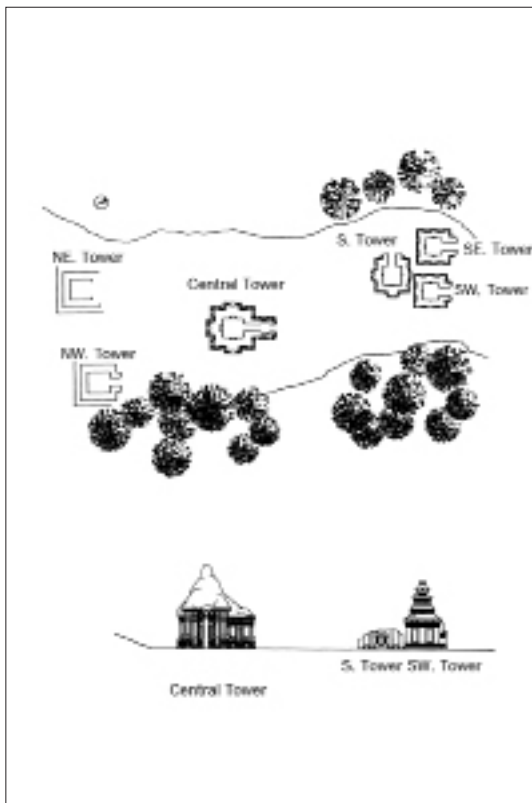 S. Tower
SE. Tower
NE. Tower
Central Tower
SW. Tower
NW. Tower
S. Tower SW. Tower
Central Tower